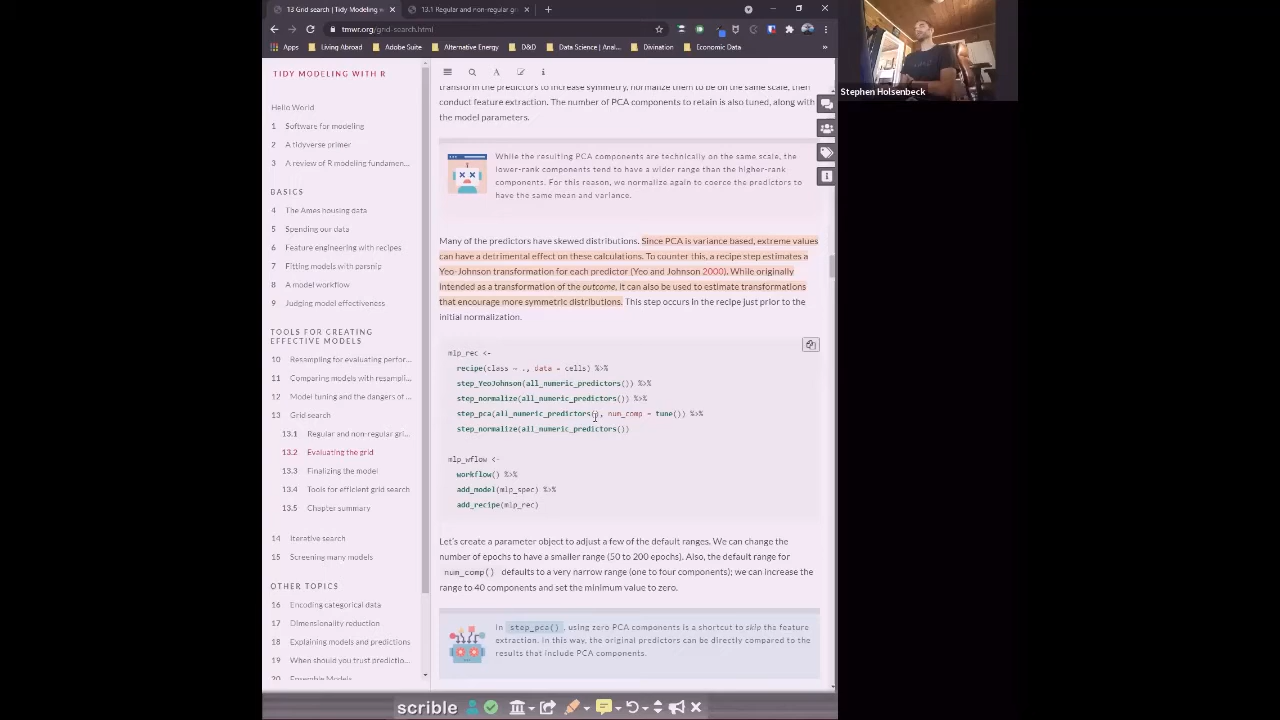 13 Grid search | Tidy Modeling w
13.1 Regular and non-regular gr
tmwr.org/grid-search.html
Apps
Living Abroad
Adobe Suite
Alternative Energy
D&D
Data Science | Anal...
Divination
Economic Data
Stephen Holsenbeck
TIDY MODELING WITH R
Hello World
1 Software for modeling
2 A tidyverse primer
3 A review of R modeling fundamen...
BASICS
4 The Ames housing data
5 Spending our data
6 Feature engineering with recipes
7 Fitting models with parsnip
8 A model workflow
9 Judging model effectiveness
TOOLS FOR CREATING
EFFECTIVE MODELS
10 Resampling for evaluating perfor...
11 Comparing models with resampli...
12 Model tuning and the dangers of ...
13 Grid search
13.1 Regular and non-regular gri...
13.2 Evaluating the grid
13.3 Finalizing the model
13.4 Tools for efficient grid search
13.5 Chapter summary
14 Iterative search
15 Screening many models
OTHER TOPICS
16 Encoding categorical data
17 Dimensionality reduction
18 Explaining models and predictions
19 When should you trust predictio...
20 Ensemble Models
transform the predictors to increase symmetry, normalize them to be on the same scale, then
conduct feature extraction. The number of PCA components to retain is also tuned, along with
the model parameters.
While the resulting PCA components are technically on the same scale, the
lower-rank components tend to have a wider range than the higher-rank
components. For this reason, we normalize again to coerce the predictors to
have the same mean and variance.
Many of the predictors have skewed distributions. Since PCA is variance based, extreme values
can have a detrimental effect on these calculations. To counter this, a recipe step estimates a
Yeo-Johnson transformation for each predictor (Yeo and Johnson 2000). While originally
intended as a transformation of the outcome, it can also be used to estimate transformations
that encourage more symmetric distributions. This step occurs in the recipe just prior to the
initial normalization.
mlp_rec <-
recipe(class ~ ., data = cells) %>%
step_YeoJohnson(all_numeric_predictors()) %>%
step_normalize(all_numeric_predictors()) %>%
step_pca(all_numeric_predictors(), num_comp = tune()) %>%
step_normalize(all_numeric_predictors())
mlp_wflow <-
workflow() %>%
add_model(mlp_spec) %>%
add_recipe(mlp_rec)
Let's create a parameter object to adjust a few of the default ranges. We can change the
number of epochs to have a smaller range (50 to 200 epochs). Also, the default range for
num_comp() defaults to a very narrow range (one to four components); we can increase the
range to 40 components and set the minimum value to zero.
In step_pca(), using zero PCA components is a shortcut to skip the feature
extraction. In this way, the original predictors can be directly compared to the
results that include PCA components.
scrible